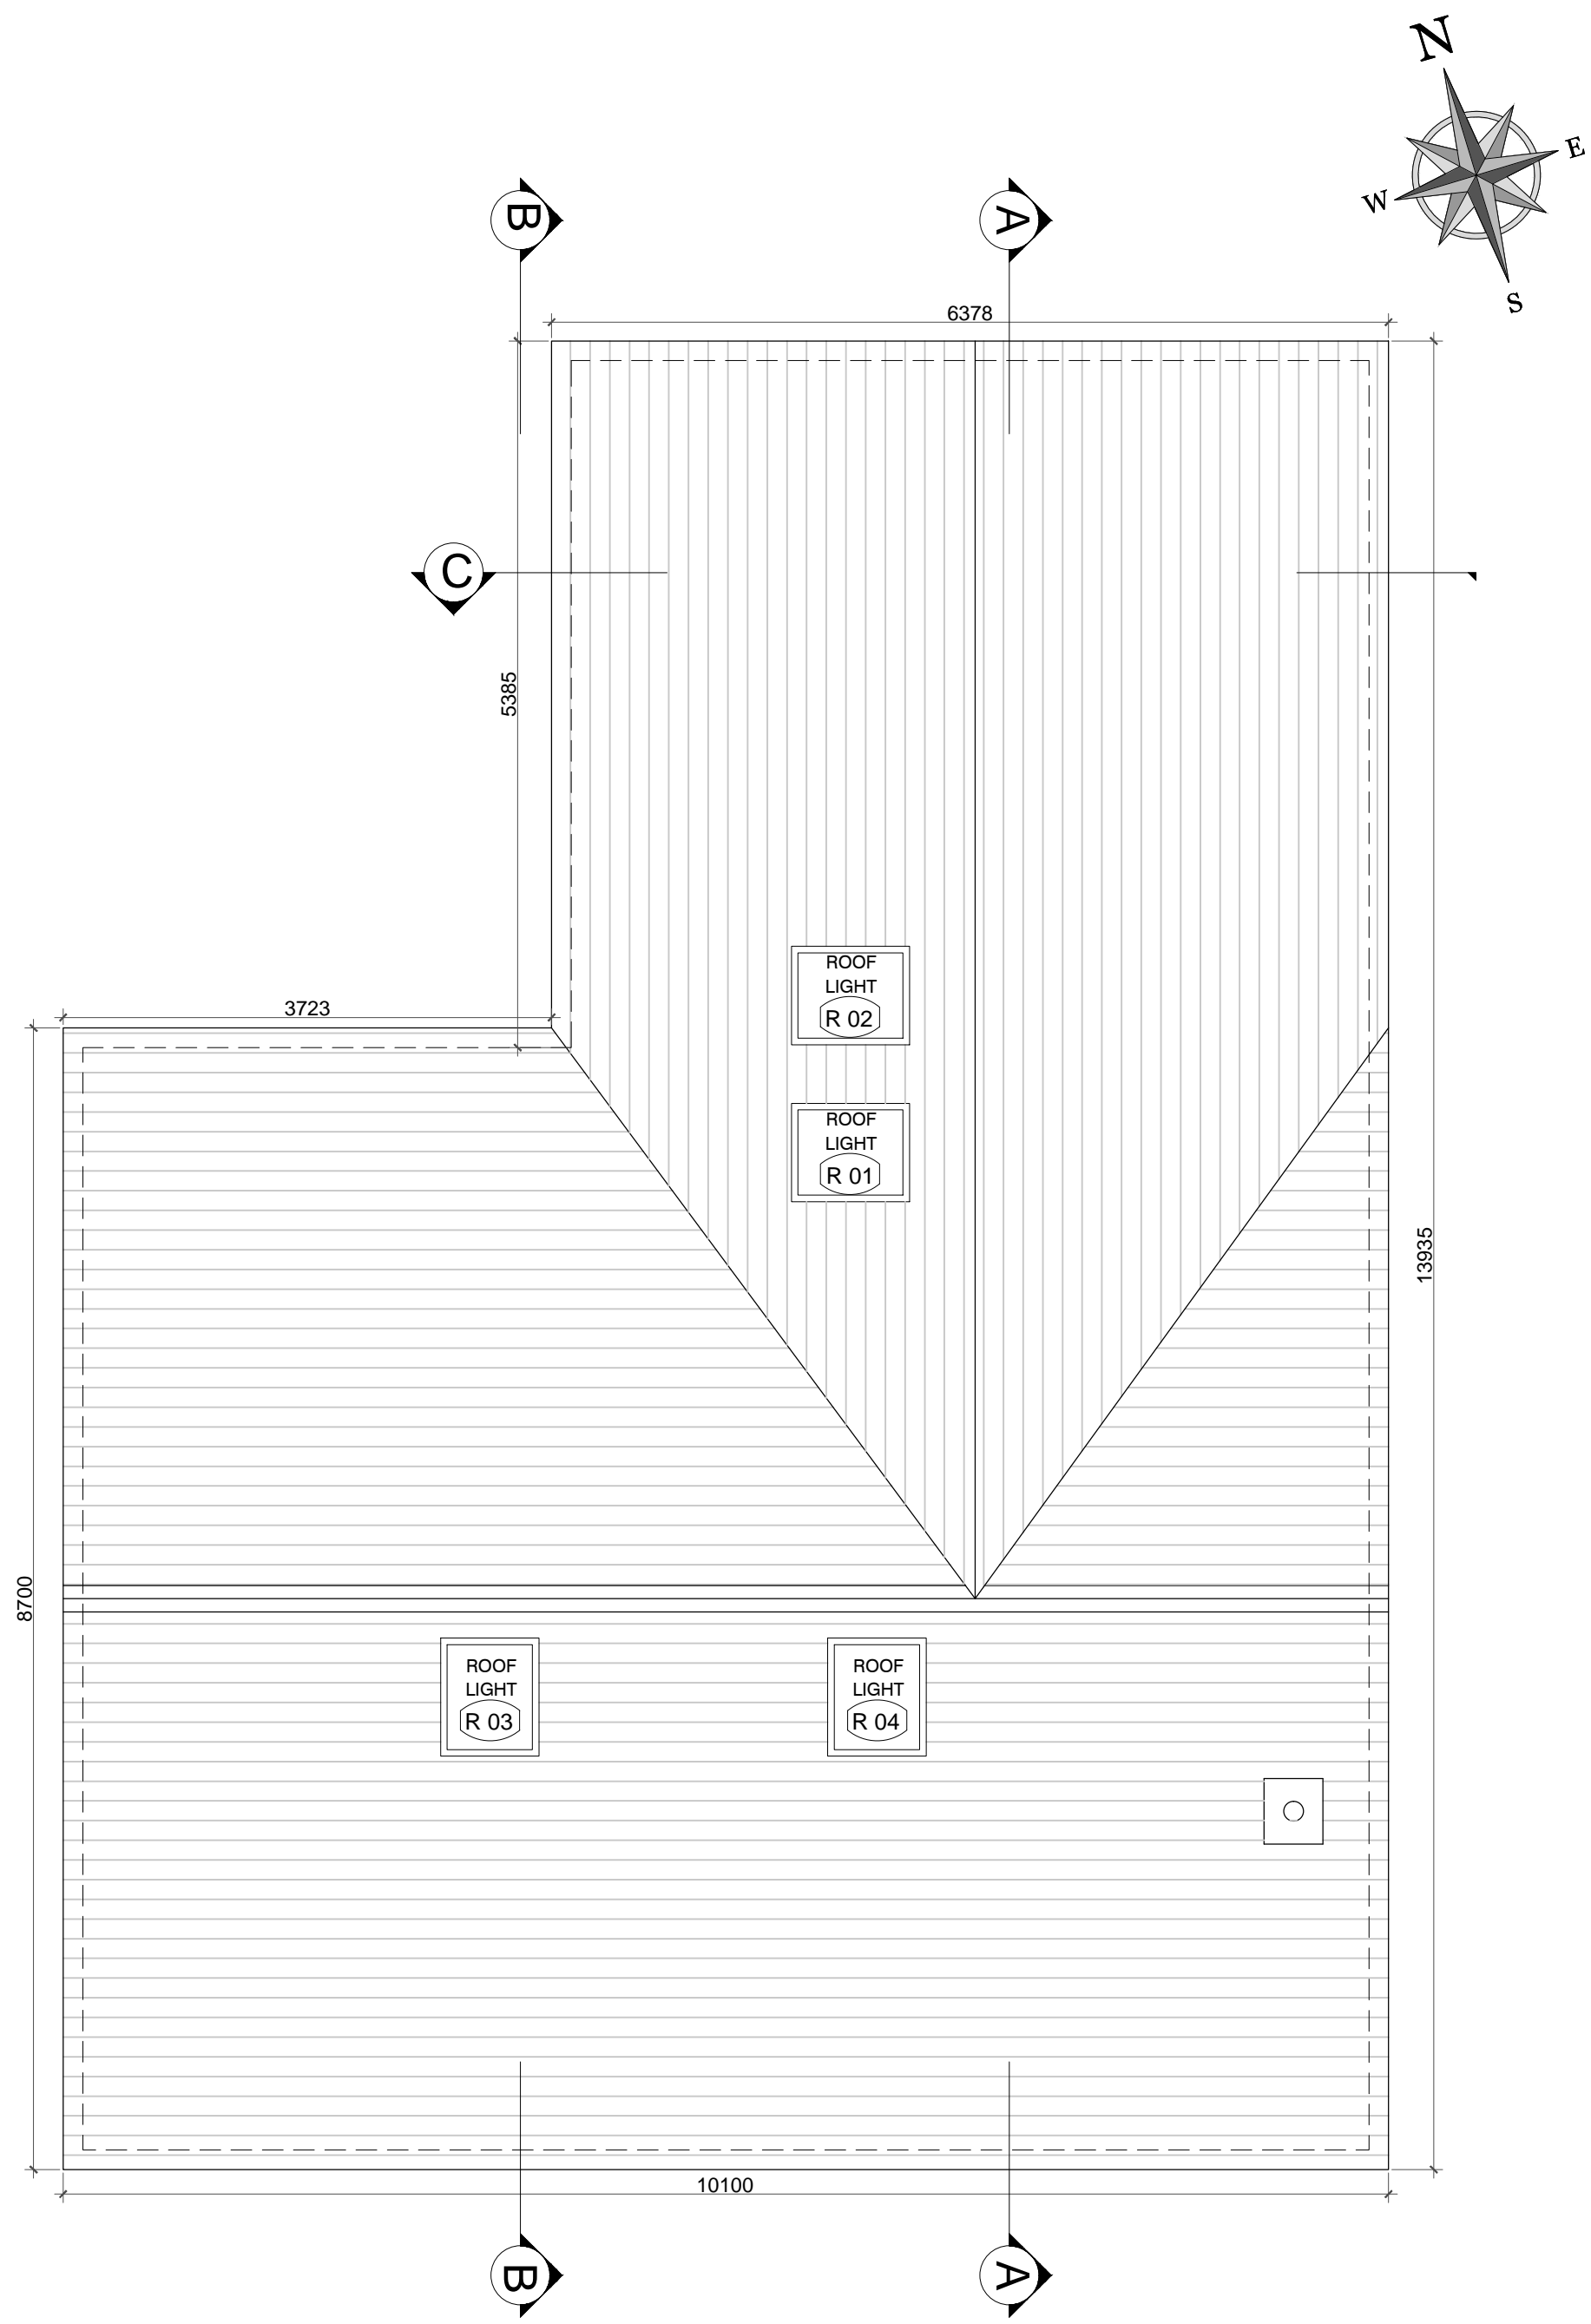 N
E
W
S
B
A
6378
C
5385
ROOF
LIGHT
R 02
3723
ROOF
LIGHT
R 01
13935
8700
ROOF
LIGHT
R 03
ROOF
LIGHT
R 04
10100
B
A